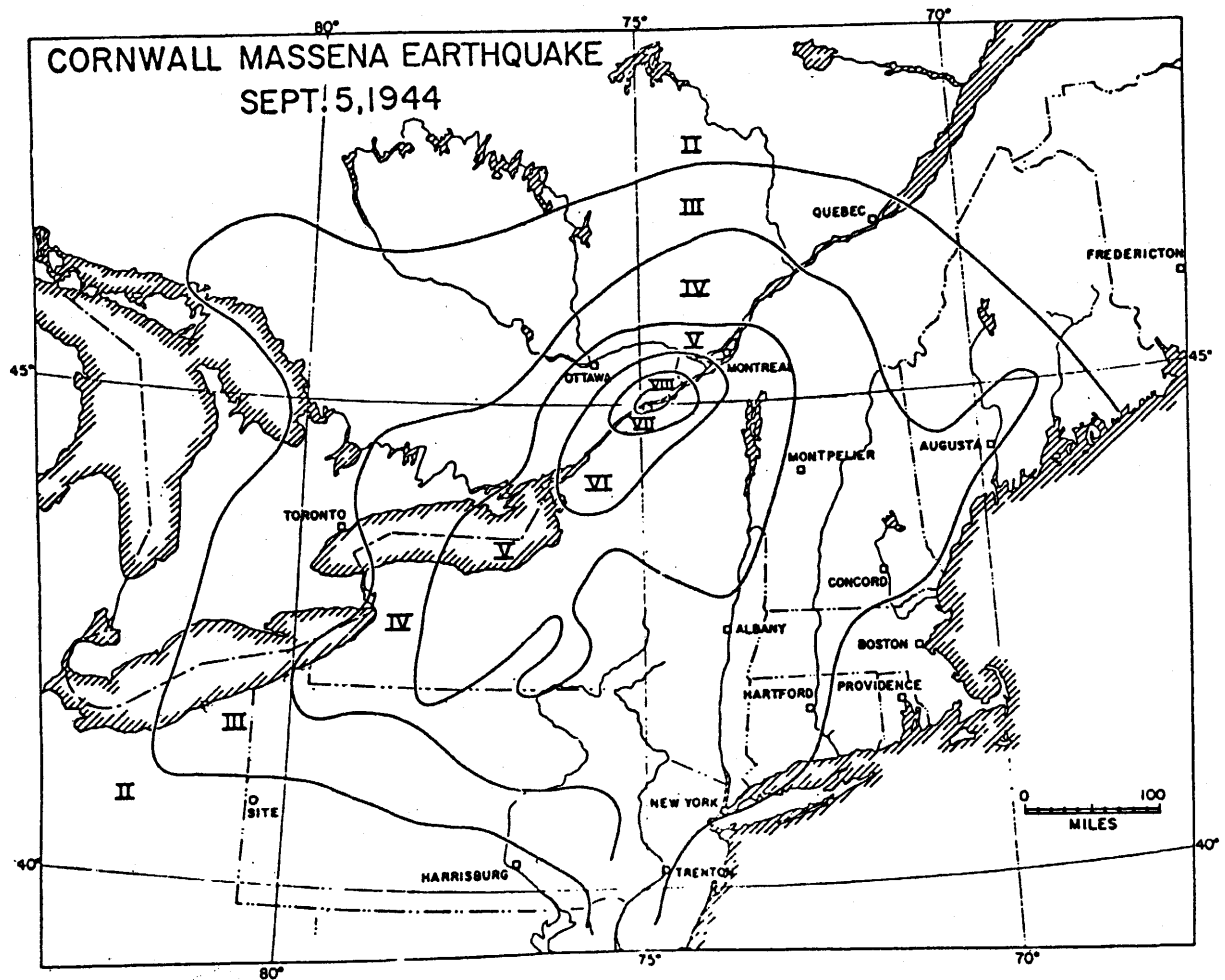 80°
75°
70°
CORNWALL MASSENA EARTHQUAKE
SEPT. 5, 1944
II
III
QUEBEC
FREDERICTON
IV
V
45°
45°
OTTAWA
MONTREAL
VIII
VII
AUGUSTA
MONTPELIER
VI
TORONTO
V
CONCORD
IV
ALBANY
BOSTON
HARTFORD
PROVIDENCE
III
II
SITE
NEW YORK
0 100
MILES
40°
40°
HARRISBURG
TRENTON
80°
75°
70°